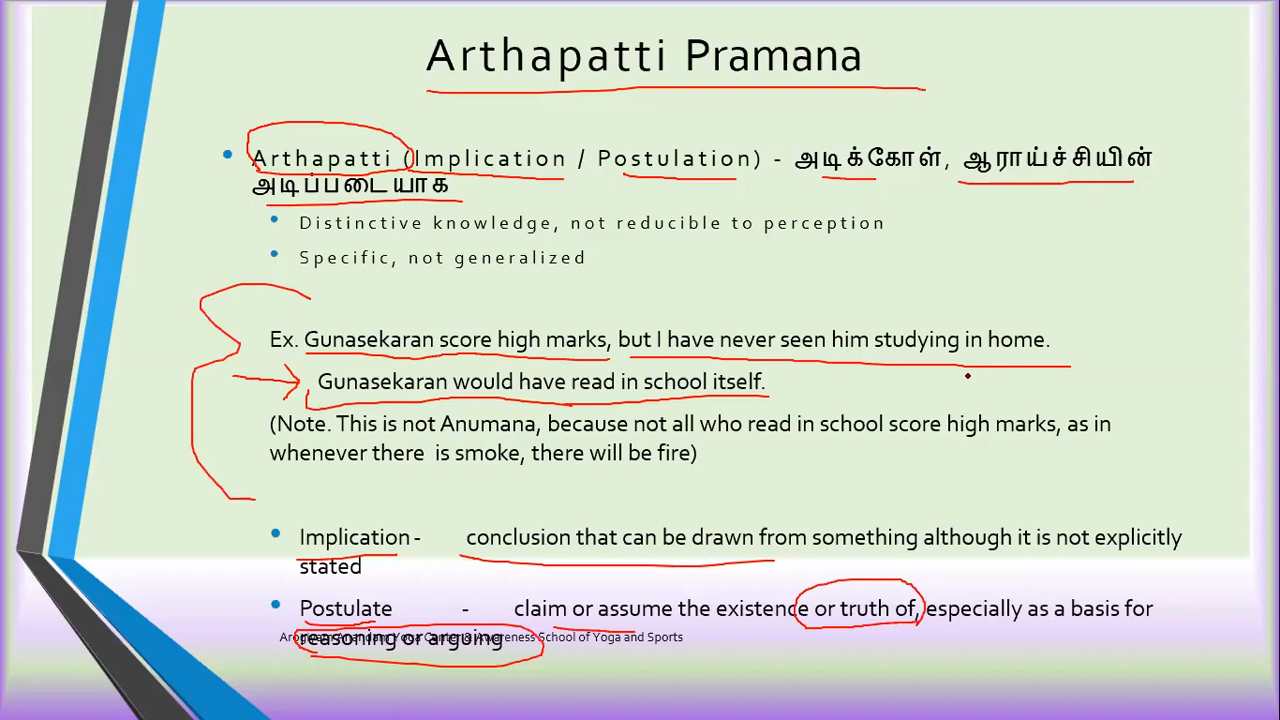 Arthapatti Pramana
• Arthapatti (Implication / Postulation) - அடிக்கோள், ஆராய்ச்சியின்
அடிப்படையாக
• Distinctive knowledge, not reducible to perception
• Specific, not generalized
Ex. Gunasekaran score high marks, but I have never seen him studying in home.
Gunasekaran would have read in school itself.
(Note. This is not Anumana, because not all who read in school score high marks, as in
whenever there is smoke, there will be fire)
• Implication - conclusion that can be drawn from something although it is not explicitly
stated
• Postulate - claim or assume the existence or truth of, especially as a basis for
reasoning or arguing
Yoga Center & Awareness School of Yoga and Sports